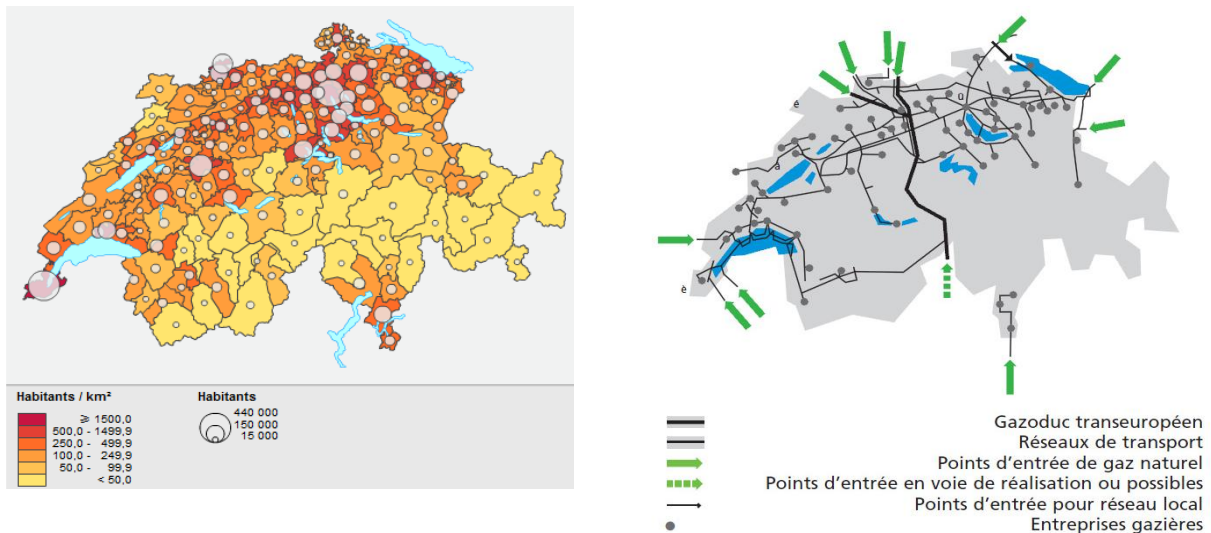 Habitants / km²
≥ 1500,0
500,0 - 1499,9
250,0 - 499,9
100,0 - 249,9
50,0 - 99,9
< 50,0
Habitants
440 000
150 000
15 000
é
ü
a
è
Gazoduc transeuropéen
Réseaux de transport
Points d'entrée de gaz naturel
Points d'entrée en voie de réalisation ou possibles
Points d'entrée pour réseau local
Entreprises gazières